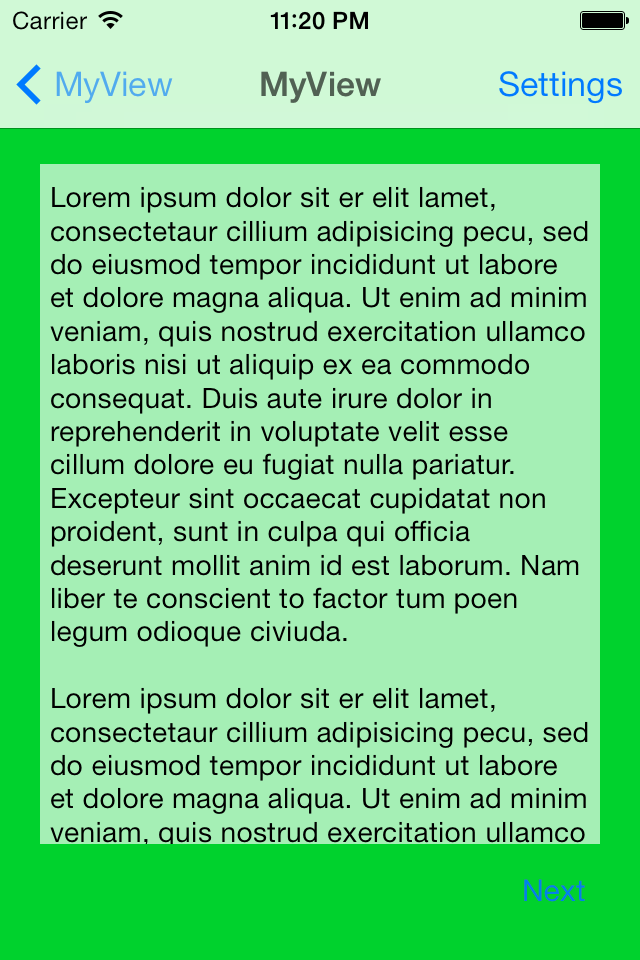 Carrier 11:20 PM
MyView MyView Settings
Lorem ipsum dolor sit er elit lamet,
consectetaur cillium adipisicing pecu, sed
do eiusmod tempor incididunt ut labore
et dolore magna aliqua. Ut enim ad minim
veniam, quis nostrud exercitation ullamco
laboris nisi ut aliquip ex ea commodo
consequat. Duis aute irure dolor in
reprehenderit in voluptate velit esse
cillum dolore eu fugiat nulla pariatur.
Excepteur sint occaecat cupidatat non
proident, sunt in culpa qui officia
deserunt mollit anim id est laborum. Nam
liber te conscient to factor tum poen
legum odioque civiuda.
Lorem ipsum dolor sit er elit lamet,
consectetaur cillium adipisicing pecu, sed
do eiusmod tempor incididunt ut labore
et dolore magna aliqua. Ut enim ad minim
veniam, quis nostrud exercitation ullamco
Next